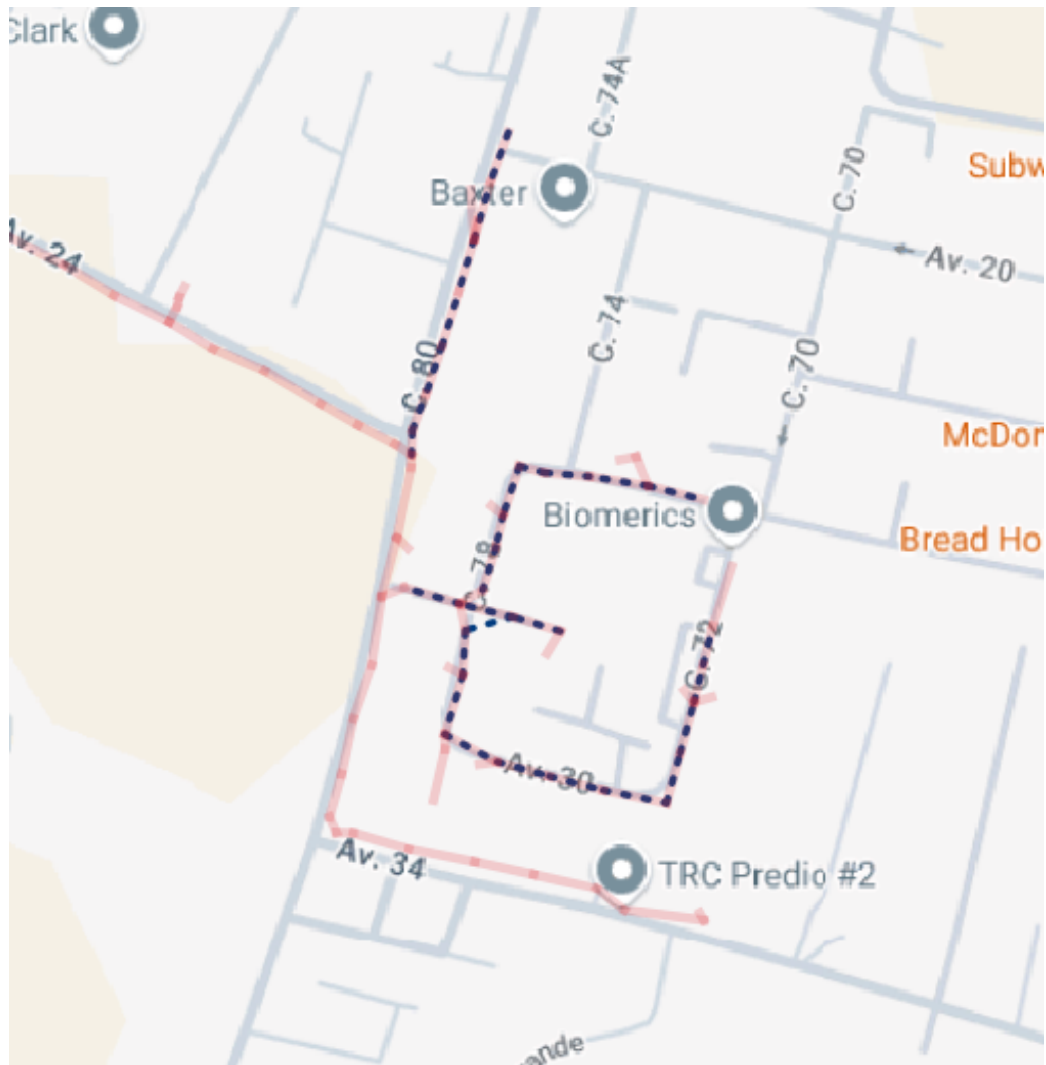 Clark
C. 74A
Subw
C. 70
Baxter
Av. 24
Av. 20
C. 74
C. 80
C. 70
McDon
Biomerics
Bread Ho
C. 78
C. 72
Av. 30
Av. 34
TRC Predio #2
ande